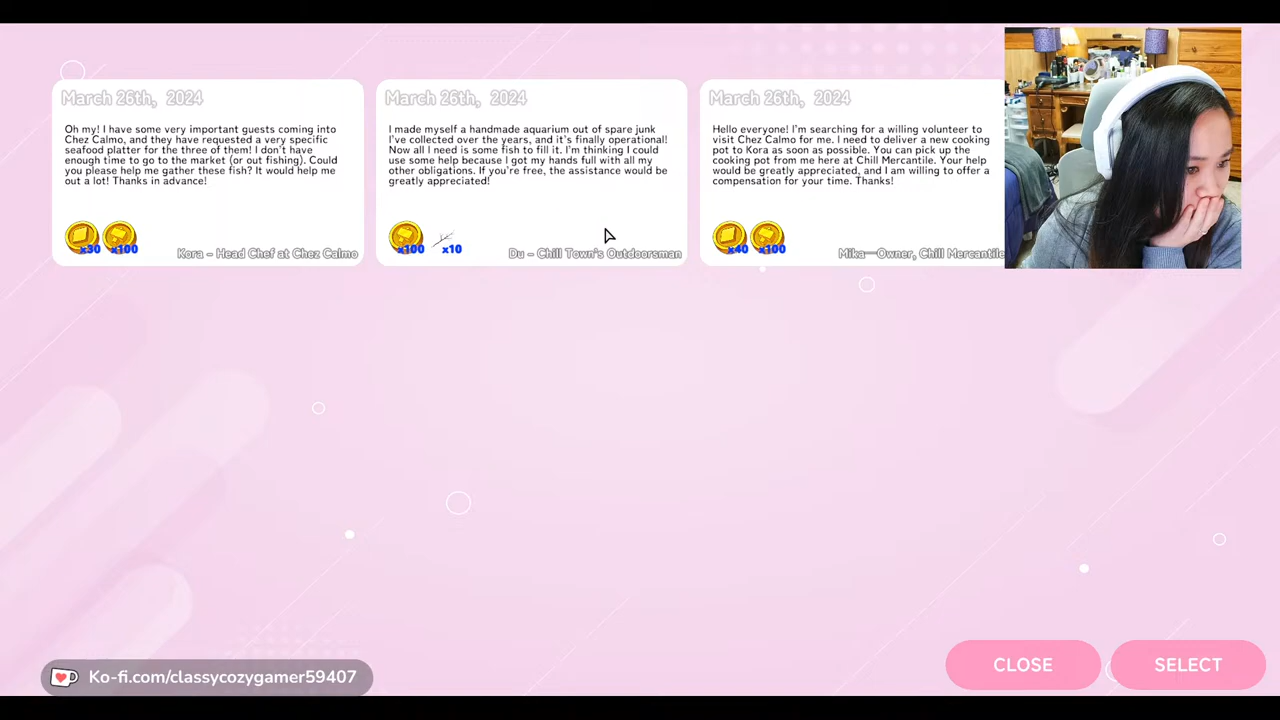 March 26th, 2024
Oh my! I have some very important guests coming into
Chez Calmo, and they have requested a very specific
seafood platter for the three of them! I don't have
enough time to go to the market (or out fishing). Could
you please help me gather these fish? It would help me
out a lot! Thanks in advance!
x30 x100
Kora - Head Chef at Chez Calmo
March 26th, 2024
I made myself a handmade aquarium out of spare junk
I've collected over the years, and it's finally operational!
Now all I need is some fish to fill it. I'm thinking I could
use some help because I got my hands full with all my
other obligations. If you're free, the assistance would be
greatly appreciated!
x100 x10
Du - Chill Town's Outdoorsman
March 26th, 2024
Hello everyone! I'm searching for a willing volunteer to
visit Chez Calmo for me. I need to deliver a new cooking
pot to Kora as soon as possible. You can pick up the
cooking pot from me here at Chill Mercantile. Your help
would be greatly appreciated, and I am willing to offer a
compensation for your time. Thanks!
x40 x100
Mika—Owner, Chill Mercantile
Ko-fi.com/classycozygamer59407
CLOSE
SELECT